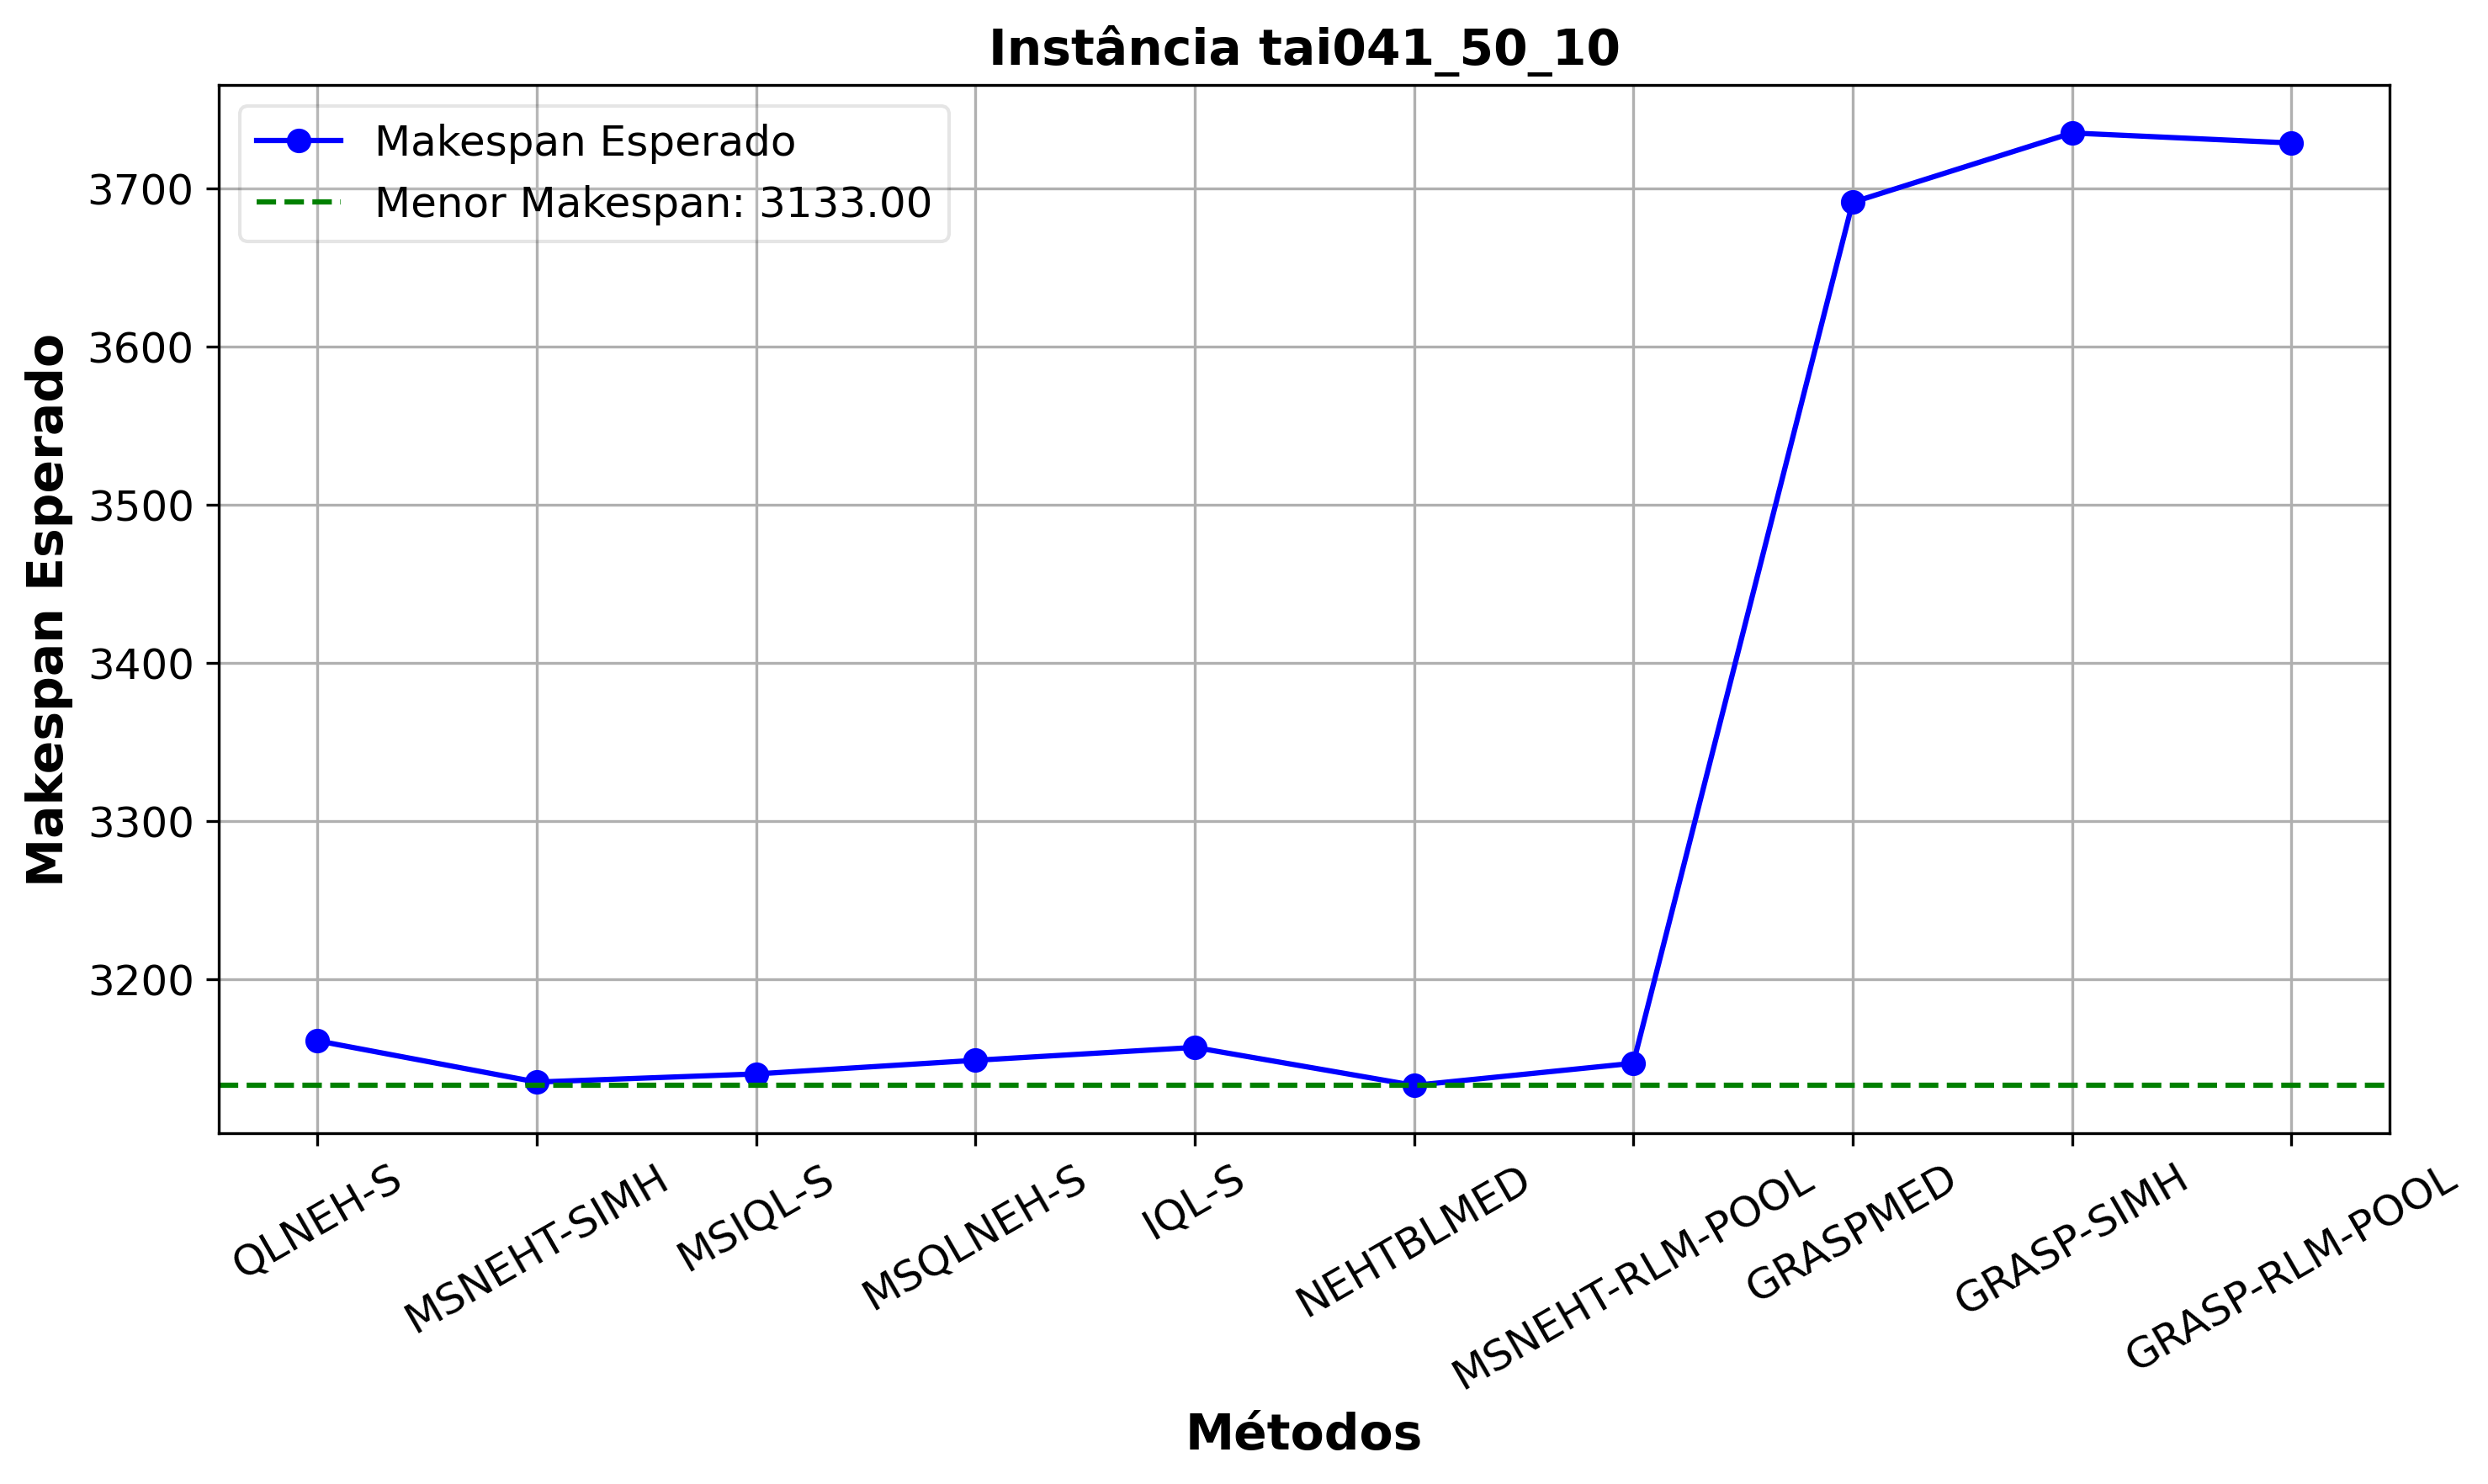 Instância tai041_50_10
Makespan Esperado
Menor Makespan: 3133.00
Makespan Esperado
3700
3600
3500
3400
3300
3200
QLNEH-S
MSNEHT-SIMH
MSIQL-S
MSQLNEH-S
IQL-S
NEHTBLMED
MSNEHT-RLM-POOL
GRASPMED
GRASP-SIMH
GRASP-RLM-POOL
Métodos